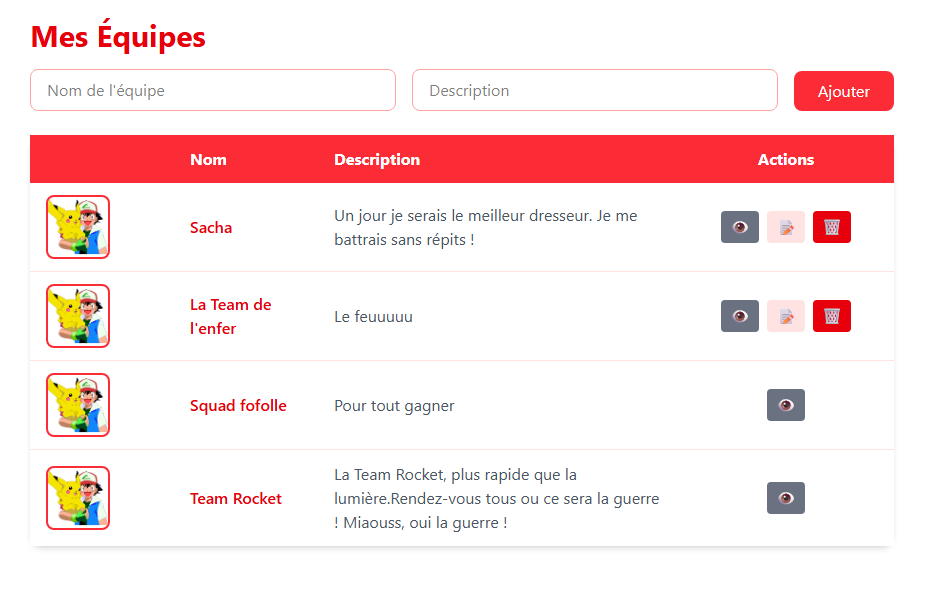 Mes Équipes
Nom de l'équipe
Description
Ajouter
Nom
Description
Actions
Sacha
Un jour je serais le meilleur dresseur. Je me
battrais sans répits !
La Team de
l'enfer
Le feuuuuu
Squad fofolle
Pour tout gagner
Team Rocket
La Team Rocket, plus rapide que la
lumière.Rendez-vous tous ou ce sera la guerre
! Miaouss, oui la guerre !